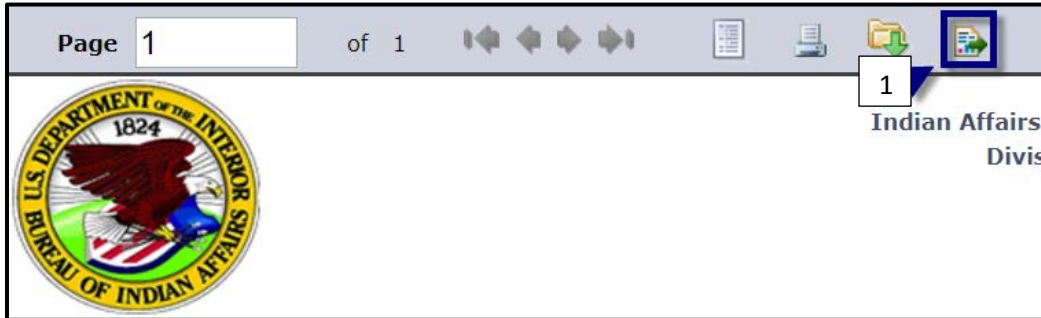 Page 1 of 1
1
Indian Affairs
Divis
U.S. DEPARTMENT OF THE INTERIOR
1824
BUREAU OF INDIAN AFFAIRS